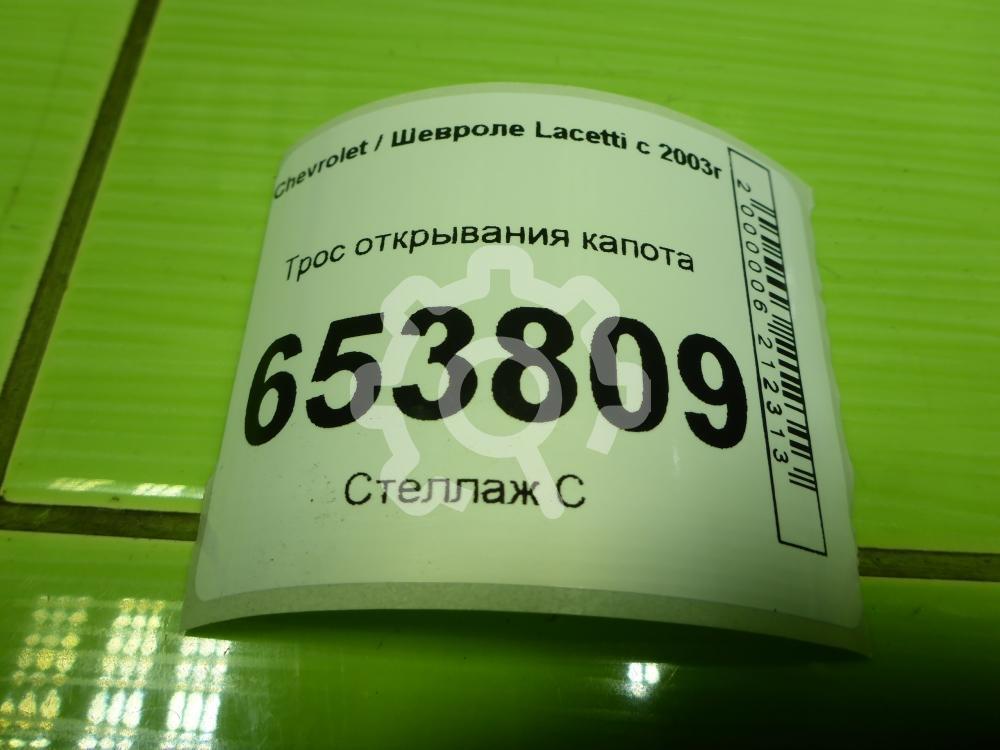 Chevrolet / Шевроле Lacetti с 2003г
Трос открывания капота
653809
Стеллаж С
2000006212313